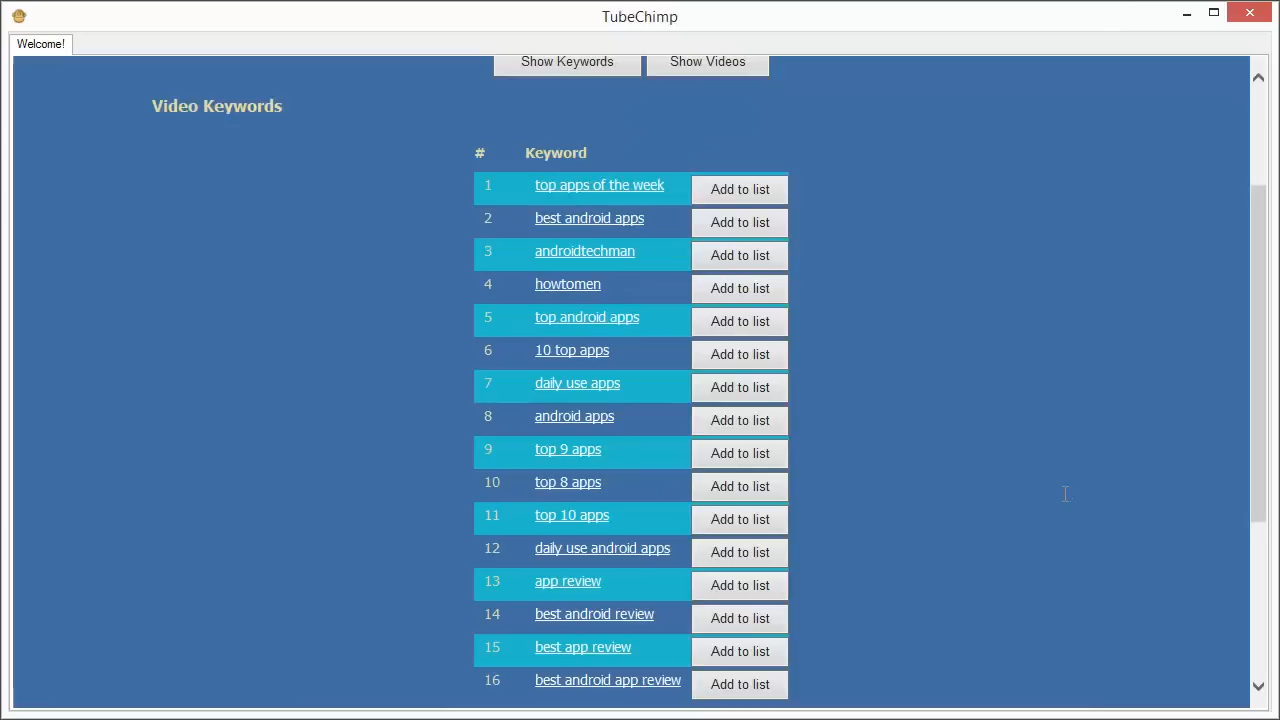 TubeChimp
Welcome!
Show Keywords Show Videos
Video Keywords
# Keyword
1 top apps of the week Add to list
2 best android apps Add to list
3 androidtechman Add to list
4 howtomen Add to list
5 top android apps Add to list
6 10 top apps Add to list
7 daily use apps Add to list
8 android apps Add to list
9 top 9 apps Add to list
10 top 8 apps Add to list
11 top 10 apps Add to list
12 daily use android apps Add to list
13 app review Add to list
14 best android review Add to list
15 best app review Add to list
16 best android app review Add to list